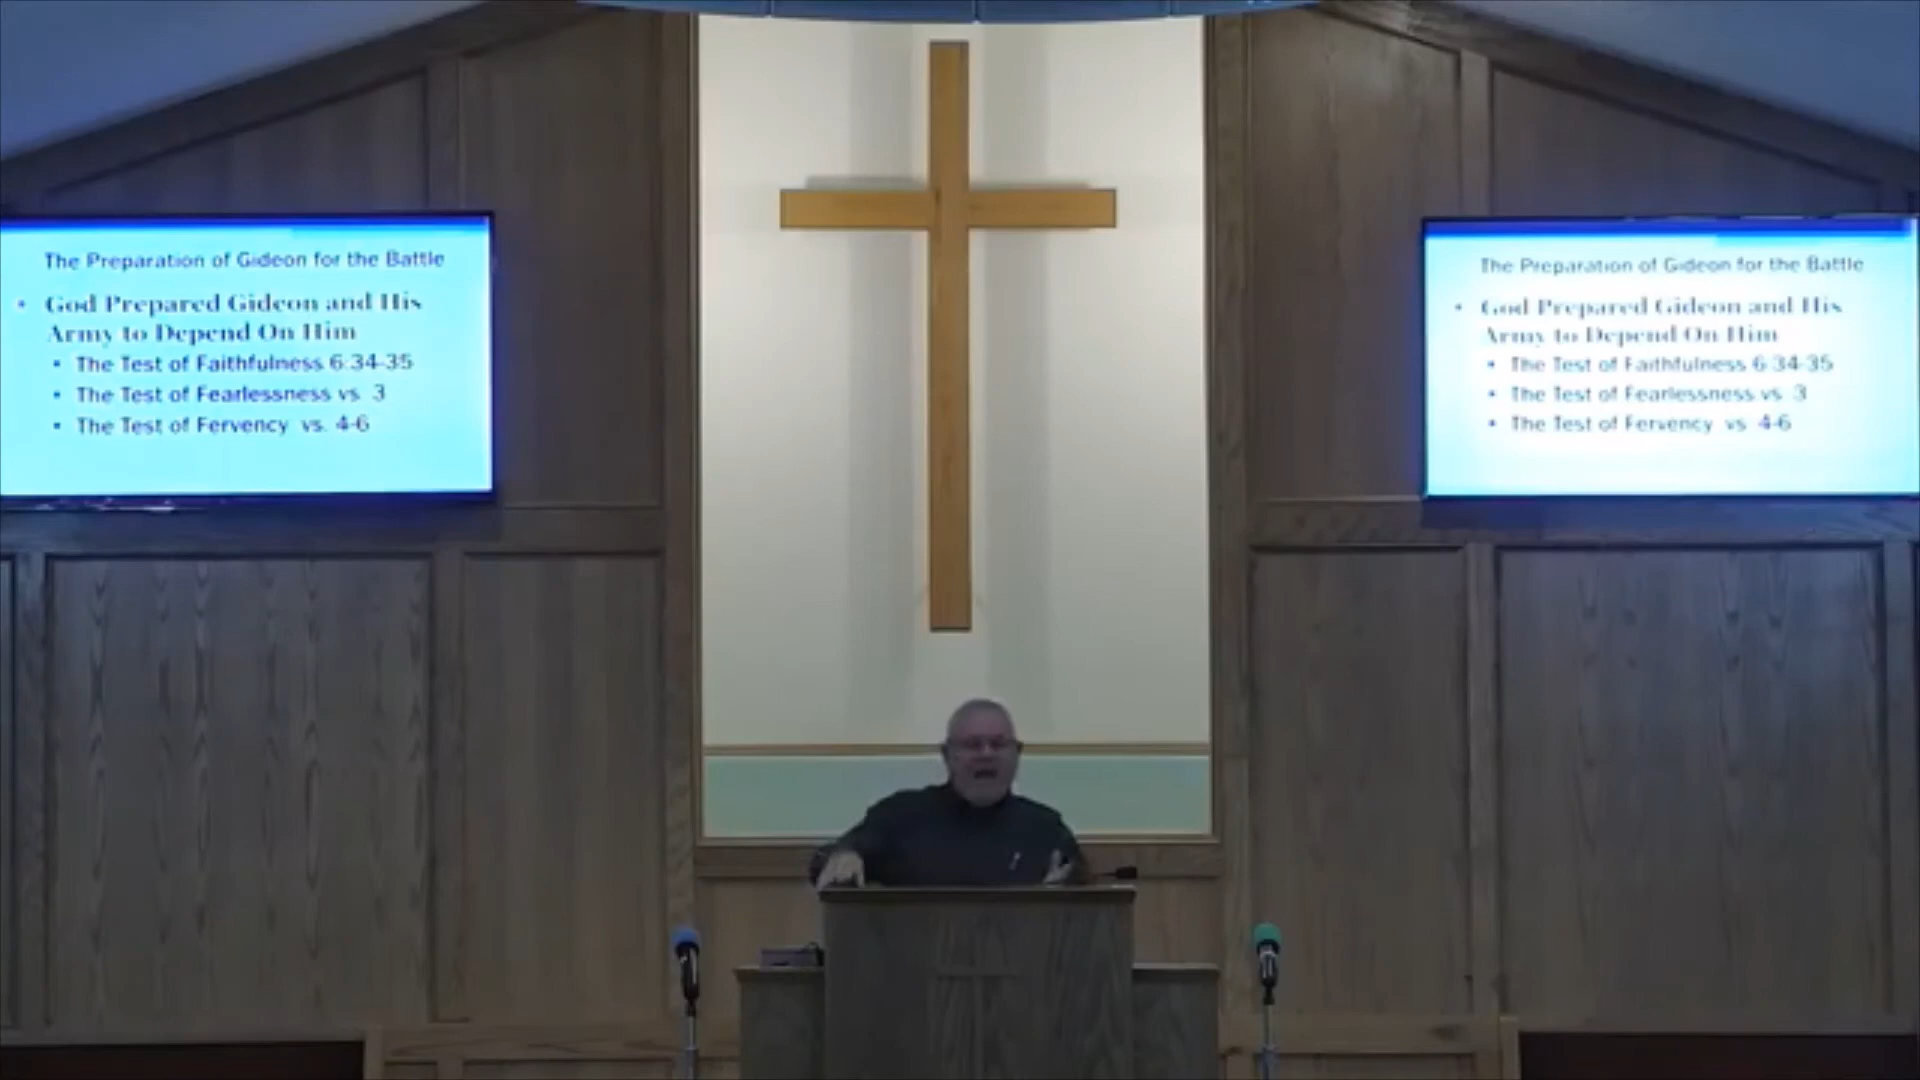 The Preparation of Gideon for the Battle
• God Prepared Gideon and His
Army to Depend On Him
• The Test of Faithfulness 6:34-35
• The Test of Fearlessness vs 3
• The Test of Fervency vs. 4-6
The Preparation of Gideon for the Battle
• God Prepared Gideon and His
Army to Depend On Him
• The Test of Faithfulness 6:34-35
• The Test of Fearlessness vs 3
• The Test of Fervency vs 4-6